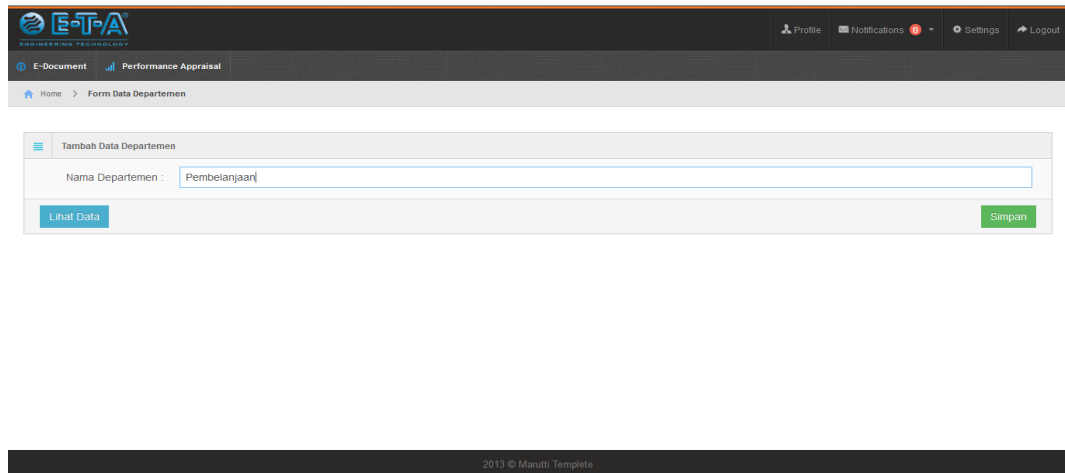 E-T-A
ENGINEERING TECHNOLOGY
Profile Notifications 0 Settings Logout
E-Document Performance Appraisal
Home > Form Data Departemen
Tambah Data Departemen
Nama Departemen : Pembelanjaan
Lihat Data Simpan
2013 © Marutti Templete